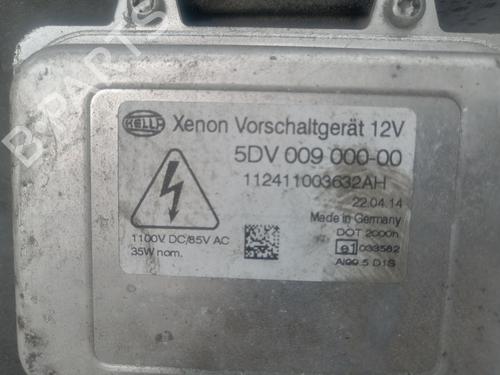 B-PARTS
HELLA Xenon Vorschaltgerät 12V
5DV 009 000-00
112411003632AH
22.04.14
Made in Germany
DOT 2000h
e1 033582
AI99.5 D1S
1100V DC/85V AC
35W nom.